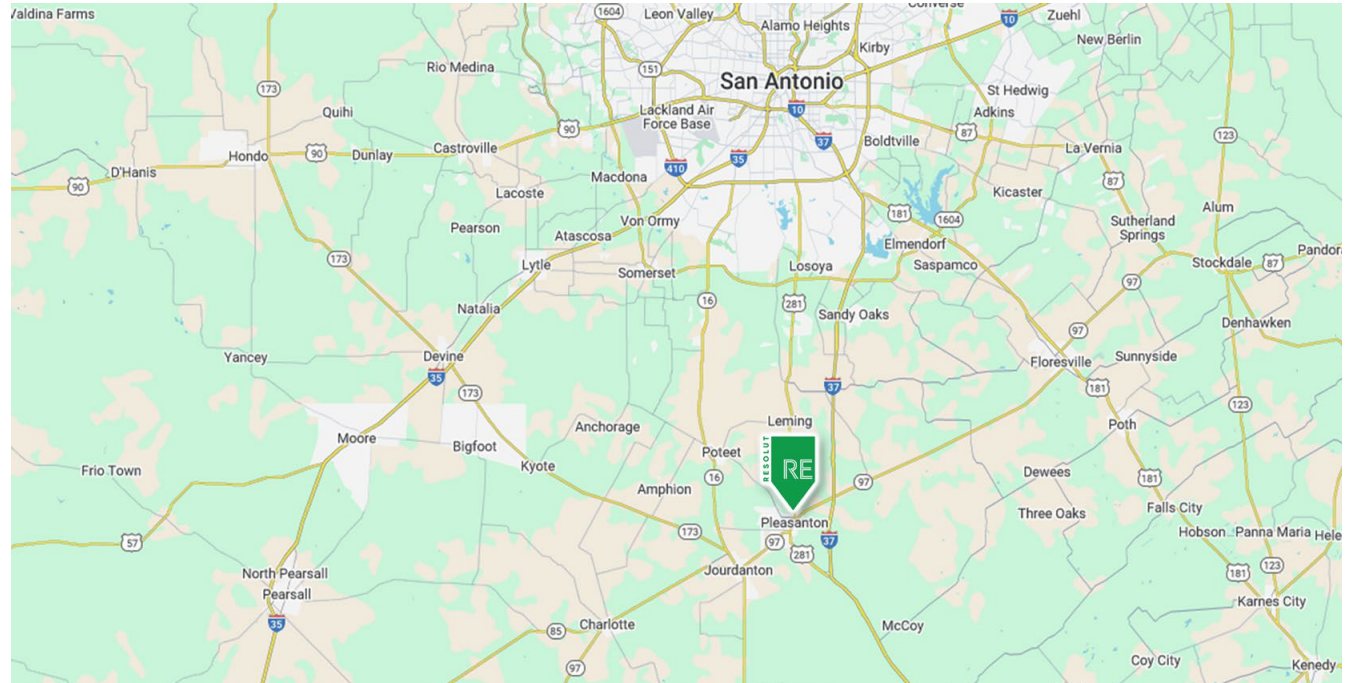 Valdina Farms
1604
Leon Valley
Alamo Heights
10
Zuehl
New Berlin
Kirby
Rio Medina
151
San Antonio
173
St Hedwig
Quihi
Lackland Air
Force Base
10
Adkins
90
87
123
Castroville
37
Boldtville
Hondo
90
Dunlay
35
La Vernia
D'Hanis
410
Macdona
90
87
Lacoste
Kicaster
Von Ormy
181
1604
Alum
Pearson
Atascosa
Sutherland
Springs
Elmendorf
173
Lytle
Somerset
Losoya
Saspamco
Stockdale
87
Pandora
97
16
281
Natalia
Sandy Oaks
Denhawken
97
Yancey
Devine
Floresville
Sunnyside
35
37
181
173
123
Leming
Anchorage
Poth
Moore
Bigfoot
Poteet
RESOLUT
RE
Frio Town
Kyote
16
97
Dewees
181
Amphion
Three Oaks
Falls City
Pleasanton
173
Hobson
Panna Maria
Hele
57
97
281
37
North Pearsall
Jourdanton
181
123
Pearsall
Karnes City
35
Charlotte
85
McCoy
97
Coy City
Kenedy